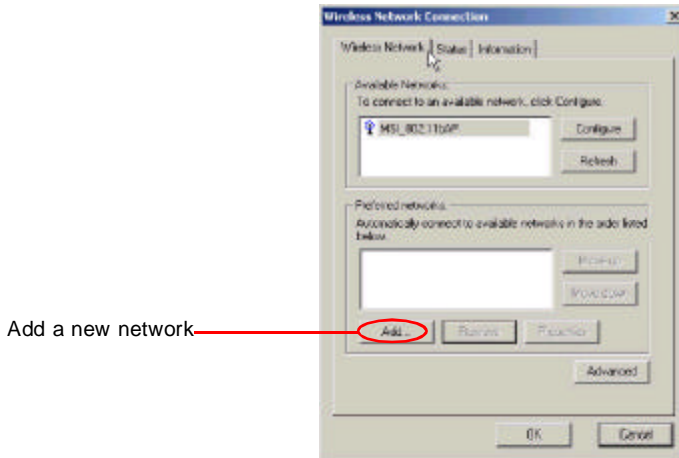 Wireless Network Connection
Wireless Network Status Information
Available Networks:
To connect to an available network, click Configure.
MSI_802.11bAP
Configure
Refresh
Preferred networks:
Automatically connect to available networks in the order listed
below.
Move up
Move down
Add a new network
Add...
Remove
Properties
Advanced
OK Cancel